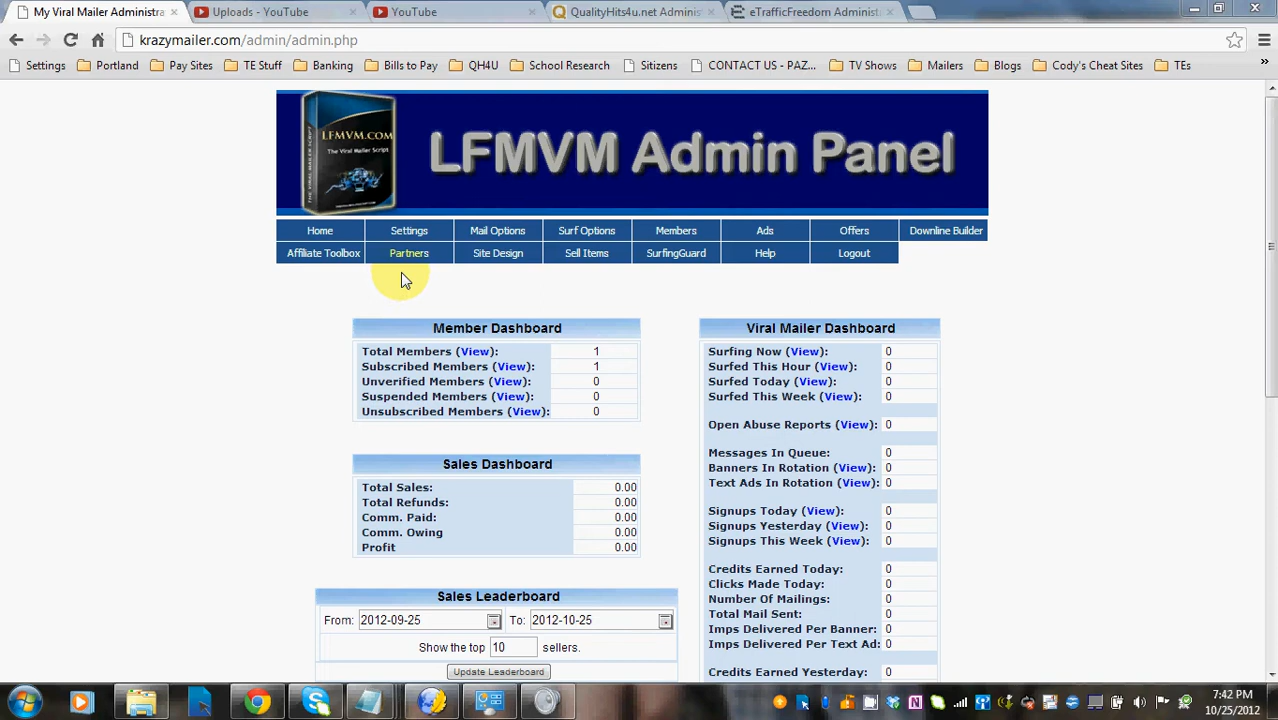 My Viral Mailer Administra
Uploads - YouTube
YouTube
QualityHits4u.net Adminis
eTrafficFreedom Administ
krazymailer.com/admin/admin.php
Settings
Portland
Pay Sites
TE Stuff
Banking
Bills to Pay
QH4U
School Research
Sitizens
CONTACT US - PAZ...
TV Shows
Mailers
Blogs
Cody's Cheat Sites
TEs
LFMVM.COM
The Viral Mailer Script
LFMVM Admin Panel
Home
Settings
Mail Options
Surf Options
Members
Ads
Offers
Downline Builder
Affiliate Toolbox
Partners
Site Design
Sell Items
SurfingGuard
Help
Logout
Member Dashboard
Total Members (View): 1
Subscribed Members (View): 1
Unverified Members (View): 0
Suspended Members (View): 0
Unsubscribed Members (View): 0
Sales Dashboard
Total Sales: 0.00
Total Refunds: 0.00
Comm. Paid: 0.00
Comm. Owing 0.00
Profit 0.00
Sales Leaderboard
From: 2012-09-25 To: 2012-10-25
Show the top 10 sellers.
Update Leaderboard
Viral Mailer Dashboard
Surfing Now (View): 0
Surfed This Hour (View): 0
Surfed Today (View): 0
Surfed This Week (View): 0
Open Abuse Reports (View): 0
Messages In Queue: 0
Banners In Rotation (View): 0
Text Ads In Rotation (View): 0
Signups Today (View): 0
Signups Yesterday (View): 0
Signups This Week (View): 0
Credits Earned Today: 0
Clicks Made Today: 0
Number Of Mailings: 0
Total Mail Sent: 0
Imps Delivered Per Banner: 0
Imps Delivered Per Text Ad: 0
Credits Earned Yesterday: 0
7:42 PM
10/25/2012